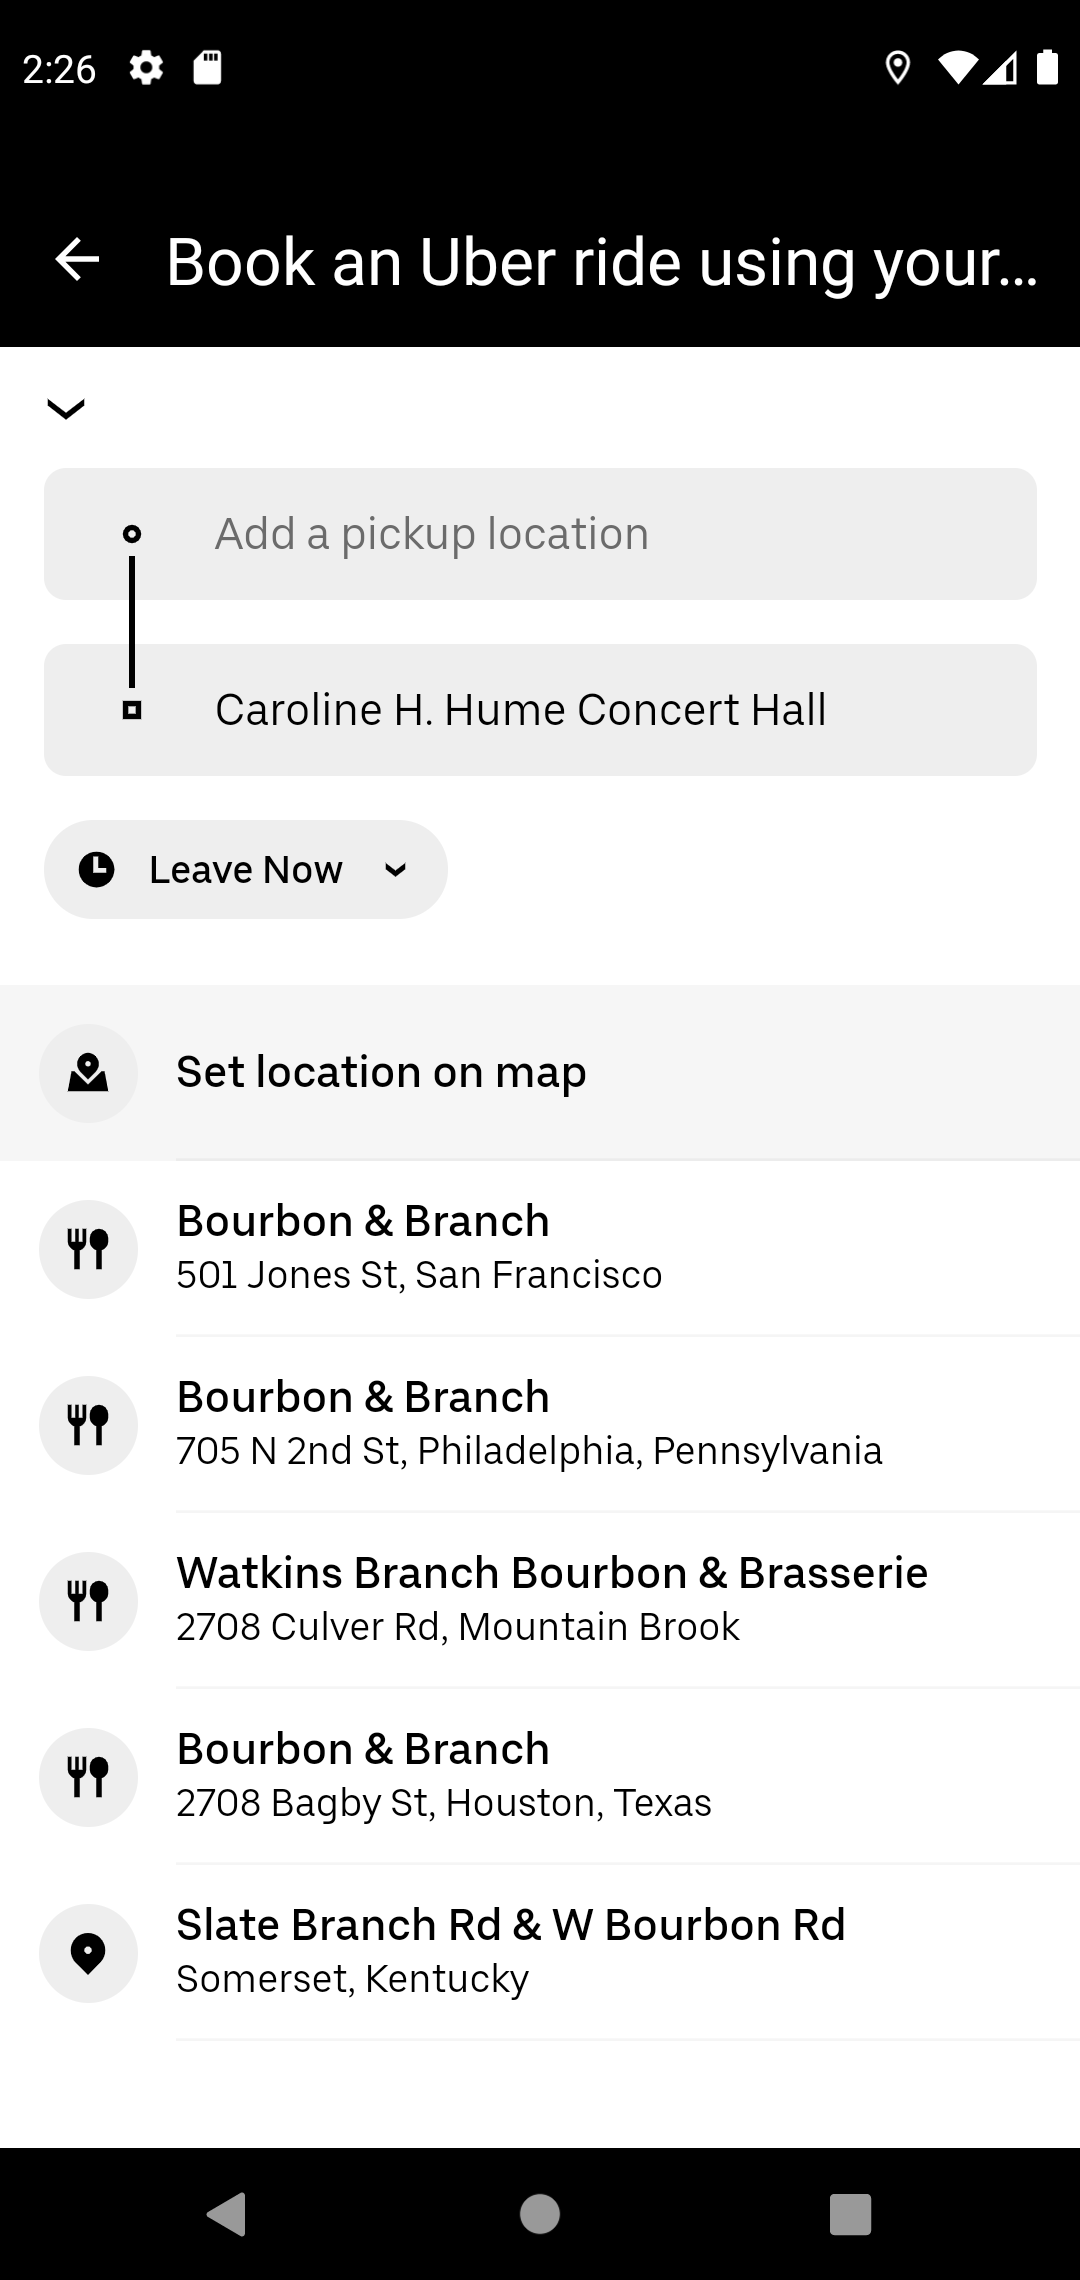 2:26
Book an Uber ride using your...
Add a pickup location
Caroline H. Hume Concert Hall
Leave Now
Set location on map
Bourbon & Branch
501 Jones St, San Francisco
Bourbon & Branch
705 N 2nd St, Philadelphia, Pennsylvania
Watkins Branch Bourbon & Brasserie
2708 Culver Rd, Mountain Brook
Bourbon & Branch
2708 Bagby St, Houston, Texas
Slate Branch Rd & W Bourbon Rd
Somerset, Kentucky